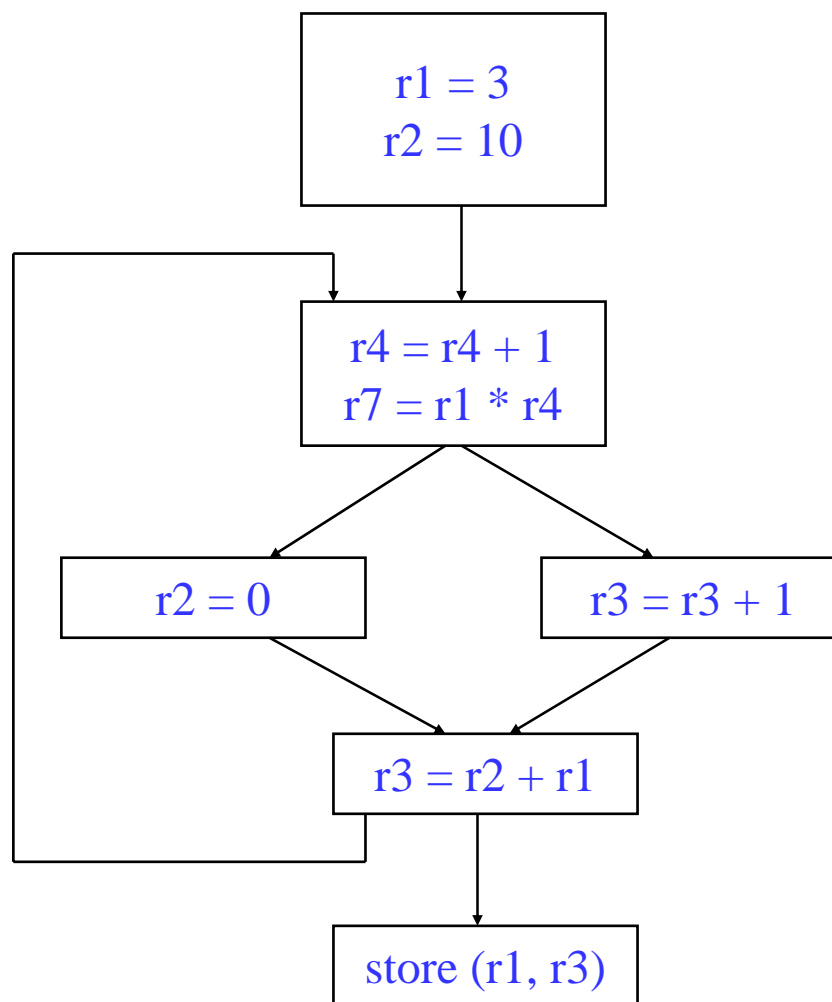 r1 = 3
r2 = 10
r4 = r4 + 1
r7 = r1 * r4
r2 = 0
r3 = r3 + 1
r3 = r2 + r1
store (r1, r3)